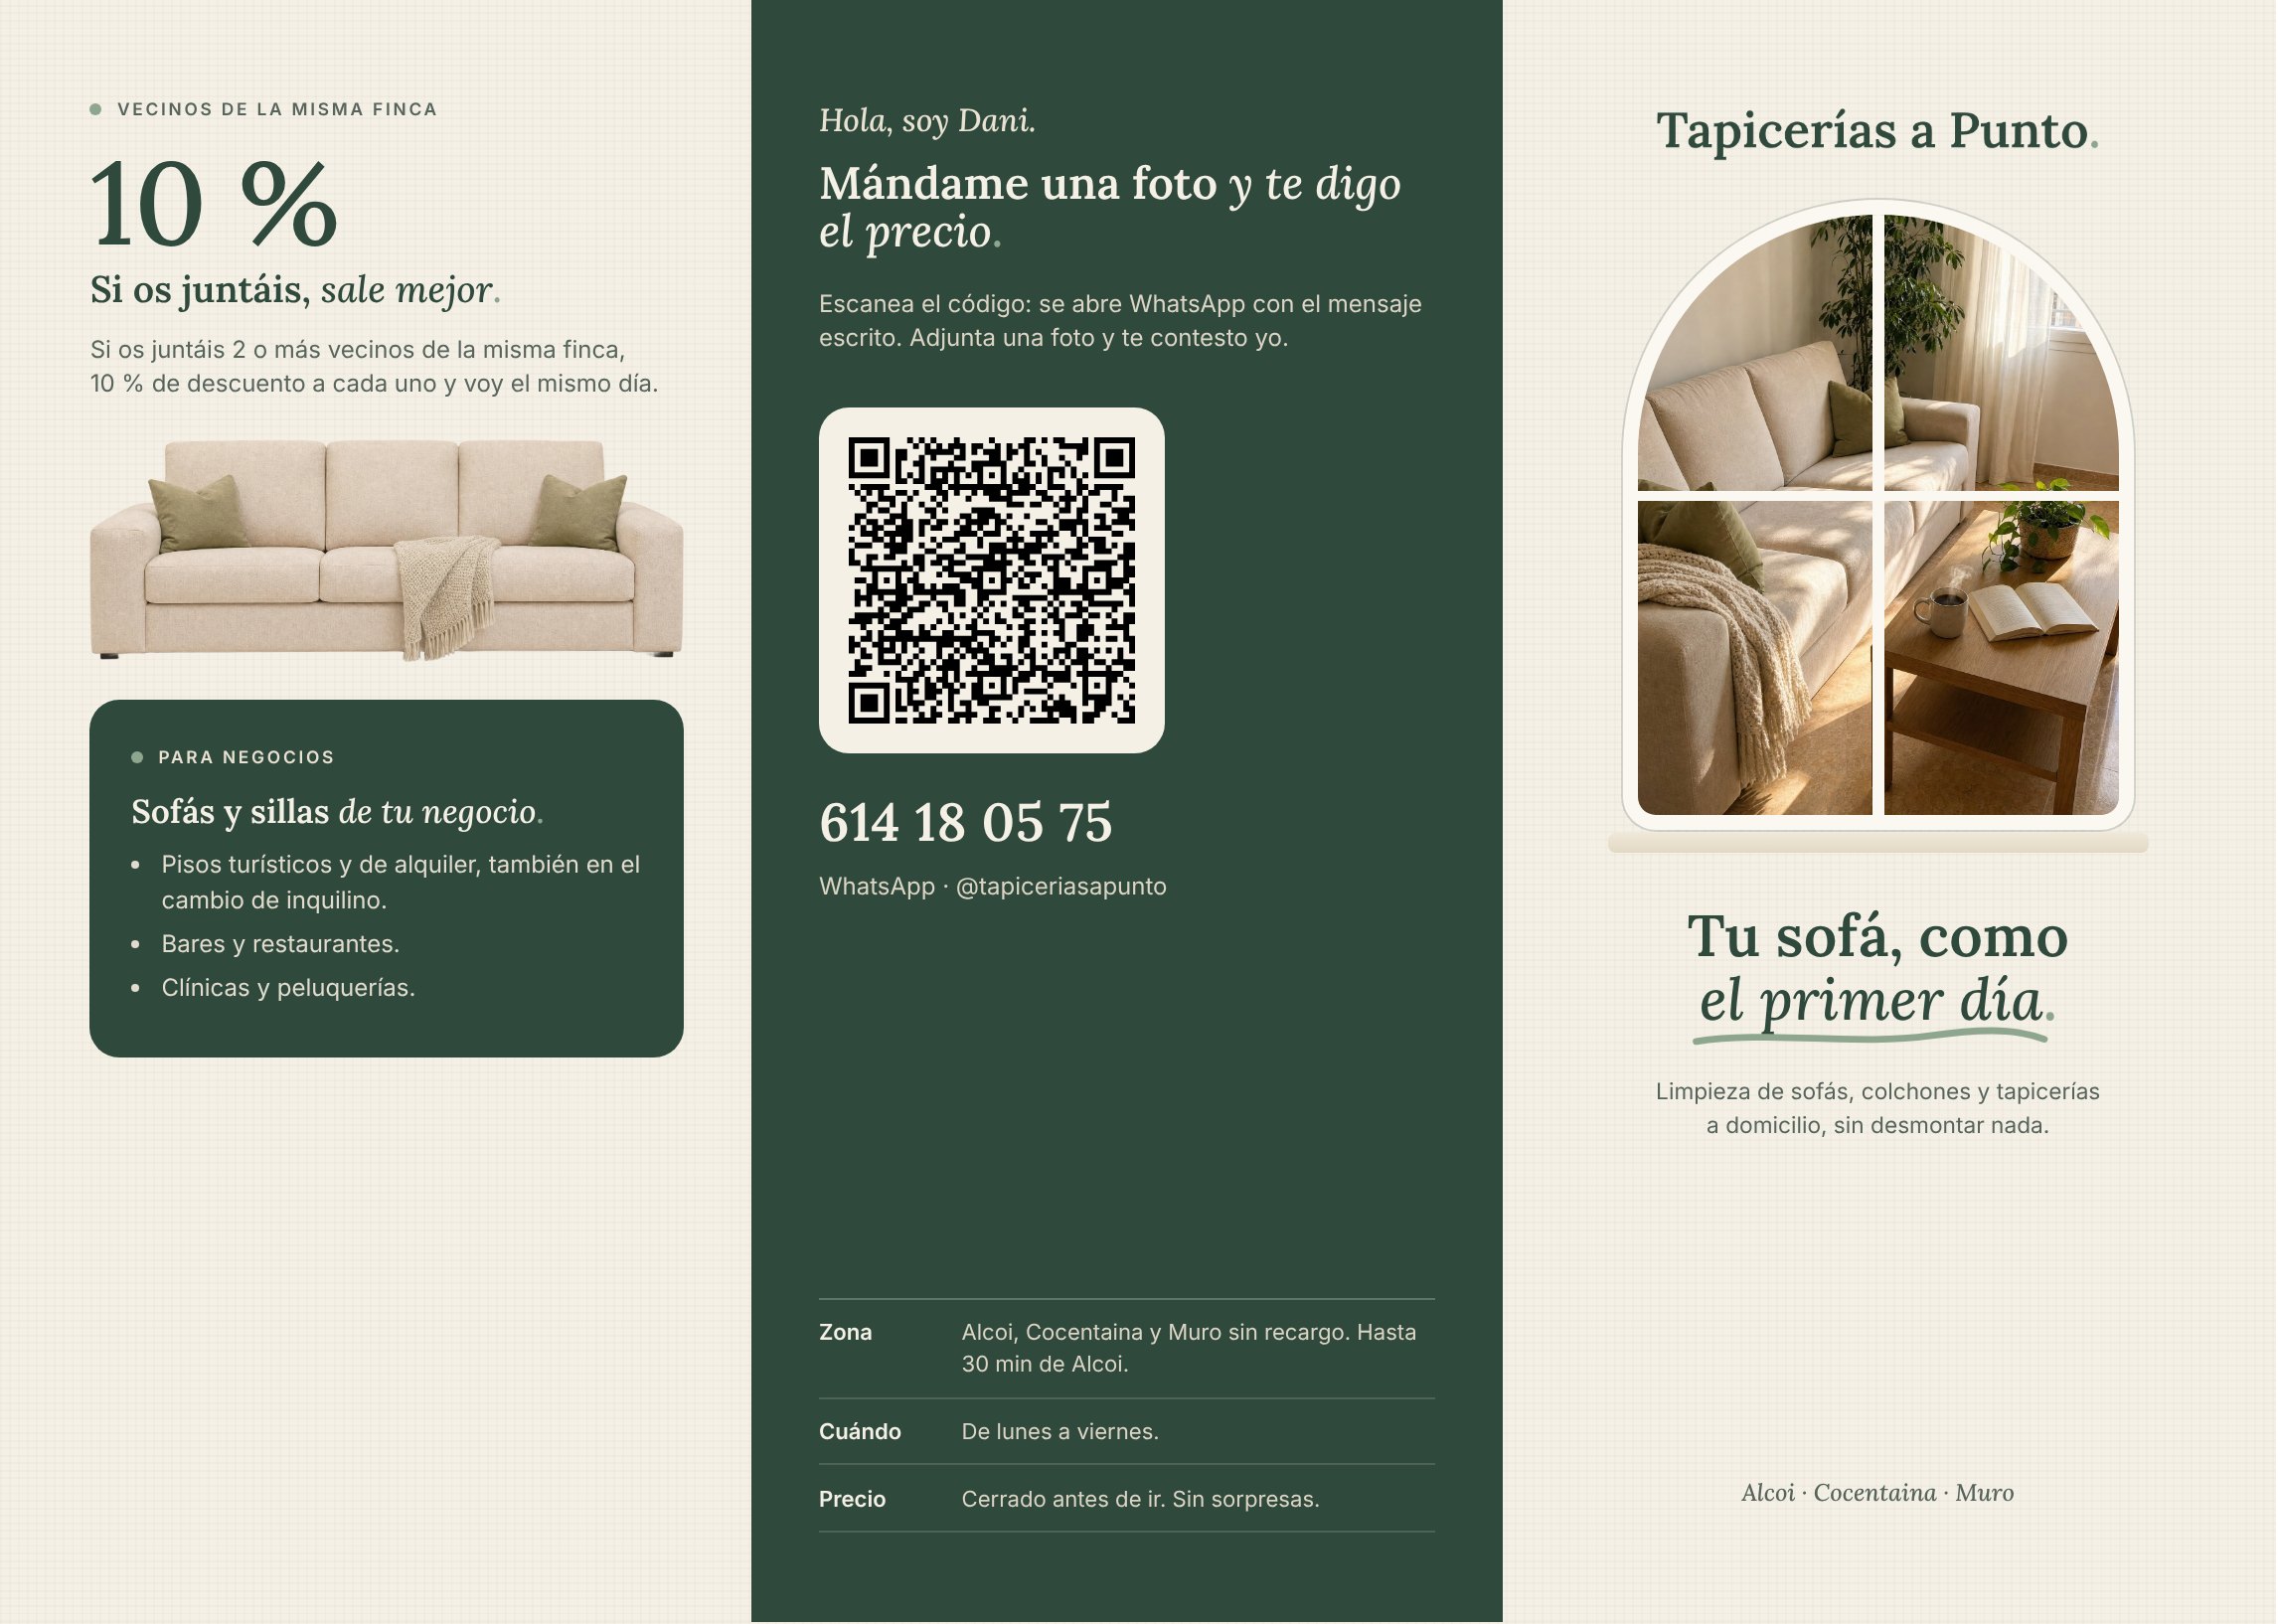 VECINOS DE LA MISMA FINCA
10 %
Si os juntáis, sale mejor.
Si os juntáis 2 o más vecinos de la misma finca,
10 % de descuento a cada uno y voy el mismo día.
PARA NEGOCIOS
Sofás y sillas de tu negocio.
• Pisos turísticos y de alquiler, también en el
cambio de inquilino.
• Bares y restaurantes.
• Clínicas y peluquerías.
Hola, soy Dani.
Mándame una foto y te digo
el precio.
Escanea el código: se abre WhatsApp con el mensaje
escrito. Adjunta una foto y te contesto yo.
614 18 05 75
WhatsApp · @tapiceriasapunto
Zona Alcoi, Cocentaina y Muro sin recargo. Hasta
30 min de Alcoi.
Cuándo De lunes a viernes.
Precio Cerrado antes de ir. Sin sorpresas.
Tapicerías a Punto.
Tu sofá, como
el primer día.
Limpieza de sofás, colchones y tapicerías
a domicilio, sin desmontar nada.
Alcoi · Cocentaina · Muro